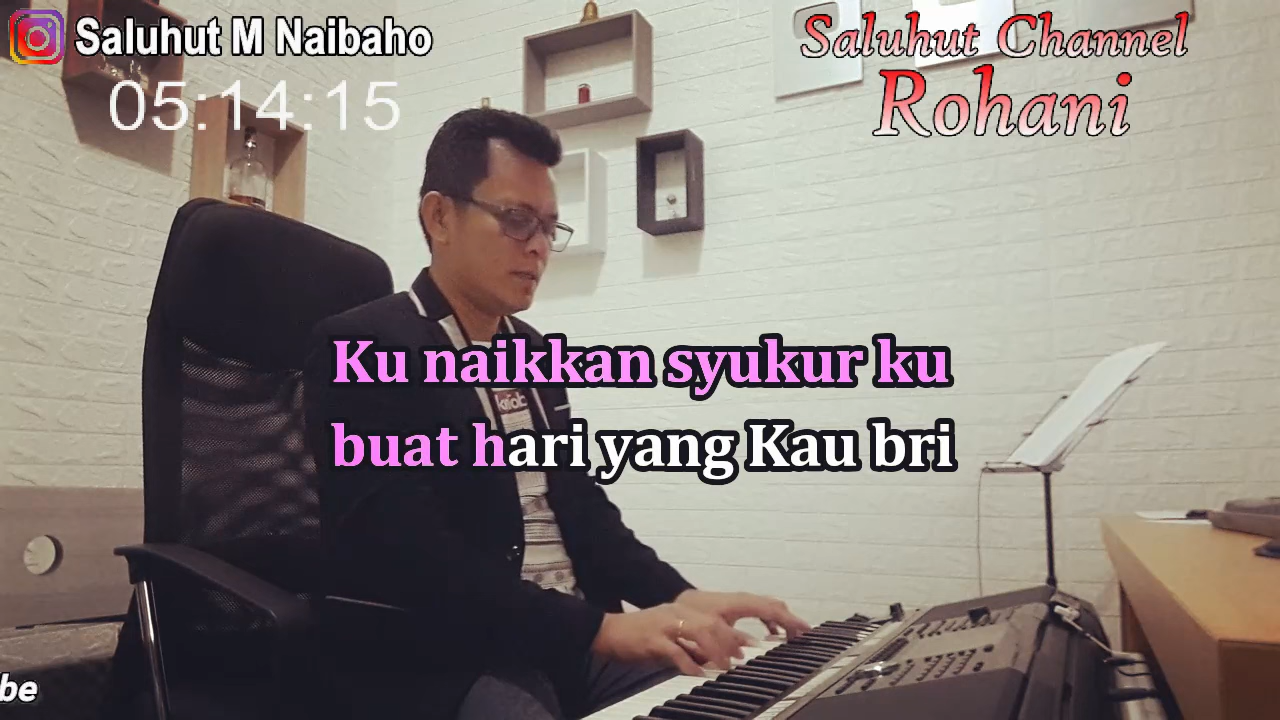 Saluhut M Naibaho
05:14:15
Saluhut Channel
Rohani
Ku naikkan syukur ku
buat hari yang Kau bri
be